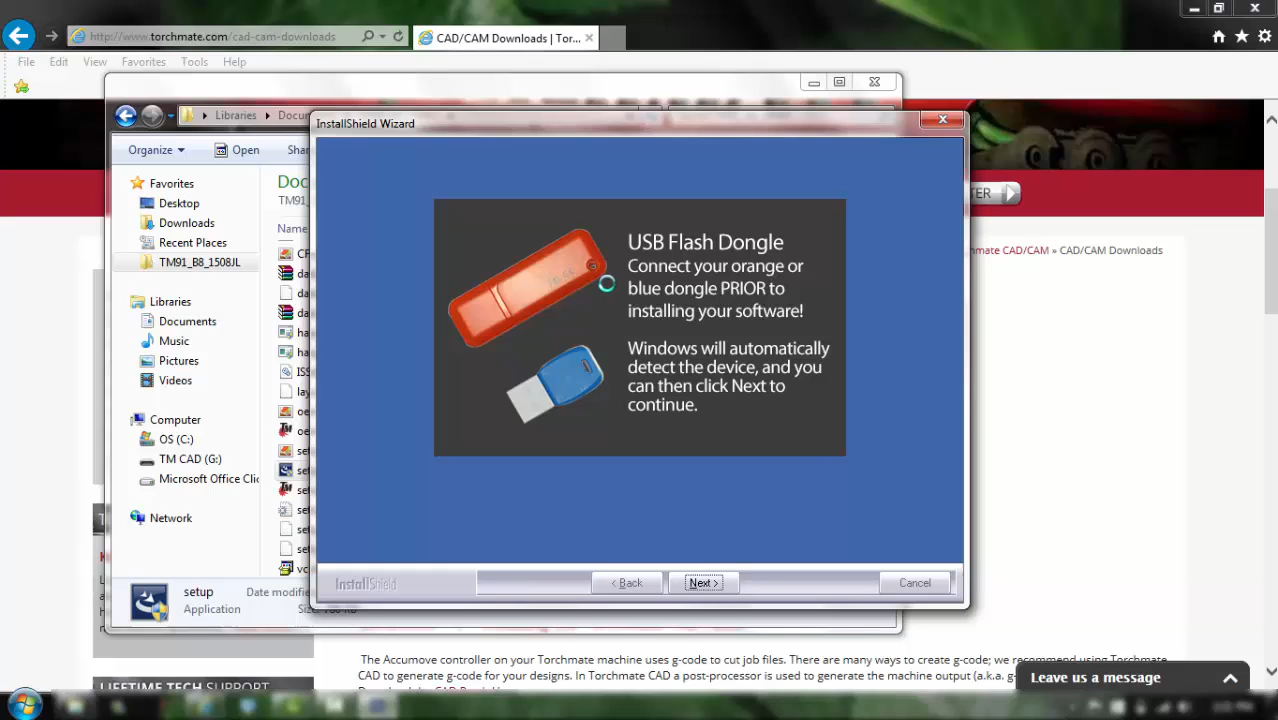 http://www.torchmate.com/cad-cam-downloads
CAD/CAM Downloads | Tor...
File Edit View Favorites Tools Help
Libraries
InstallShield Wizard
Organize
Open
TM91_B8_1508JL
Favorites
Desktop
Downloads
Recent Places
TM91_B8_1508JL
Libraries
Documents
Music
Pictures
Videos
Computer
OS (C:)
TM CAD (G:)
Microsoft Office Clic
Network
Name
USB Flash Dongle
Connect your orange or
blue dongle PRIOR to
installing your software!
Windows will automatically
detect the device, and you
can then click Next to
continue.
InstallShield
< Back
Next >
Cancel
setup
Application
Date modified
CAD/CAM » CAD/CAM Downloads
LIFETIME TECH SUPPORT
The Accumove controller on your Torchmate machine uses g-code to cut job files. There are many ways to create g-code; we recommend using Torchmate
CAD to generate g-code for your designs. In Torchmate CAD a post-processor is used to generate the machine output (a.k.a.
Leave us a message